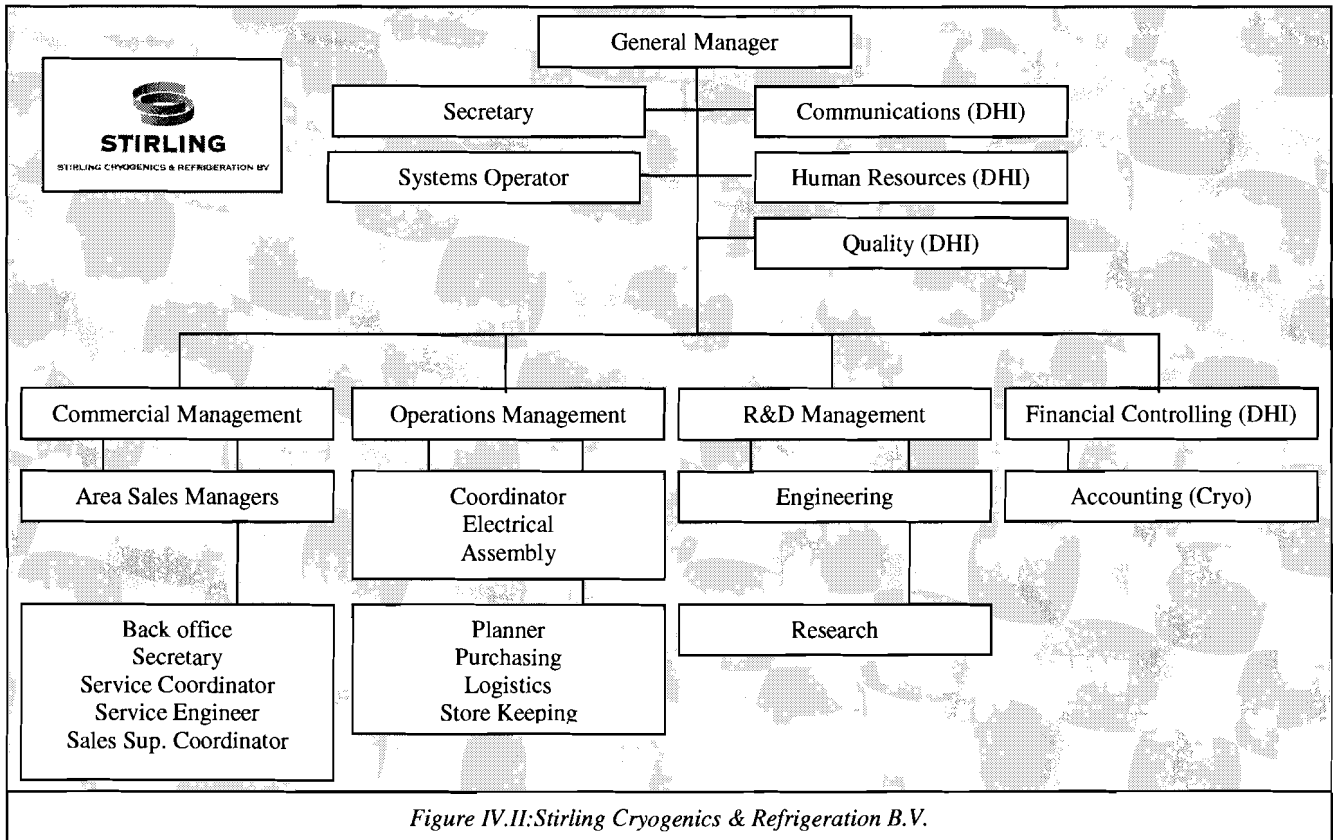 General Manager
STIRLING
STIRLING CRYOGENICS & REFRIGERATION BV
Secretary
Communications (DHI)
Systems Operator
Human Resources (DHI)
Quality (DHI)
Commercial Management
Operations Management
R&D Management
Financial Controlling (DHI)
Area Sales Managers
Coordinator
Electrical
Assembly
Engineering
Accounting (Cryo)
Back office
Secretary
Service Coordinator
Service Engineer
Sales Sup. Coordinator
Planner
Purchasing
Logistics
Store Keeping
Research
Figure IV.II:Stirling Cryogenics & Refrigeration B.V.